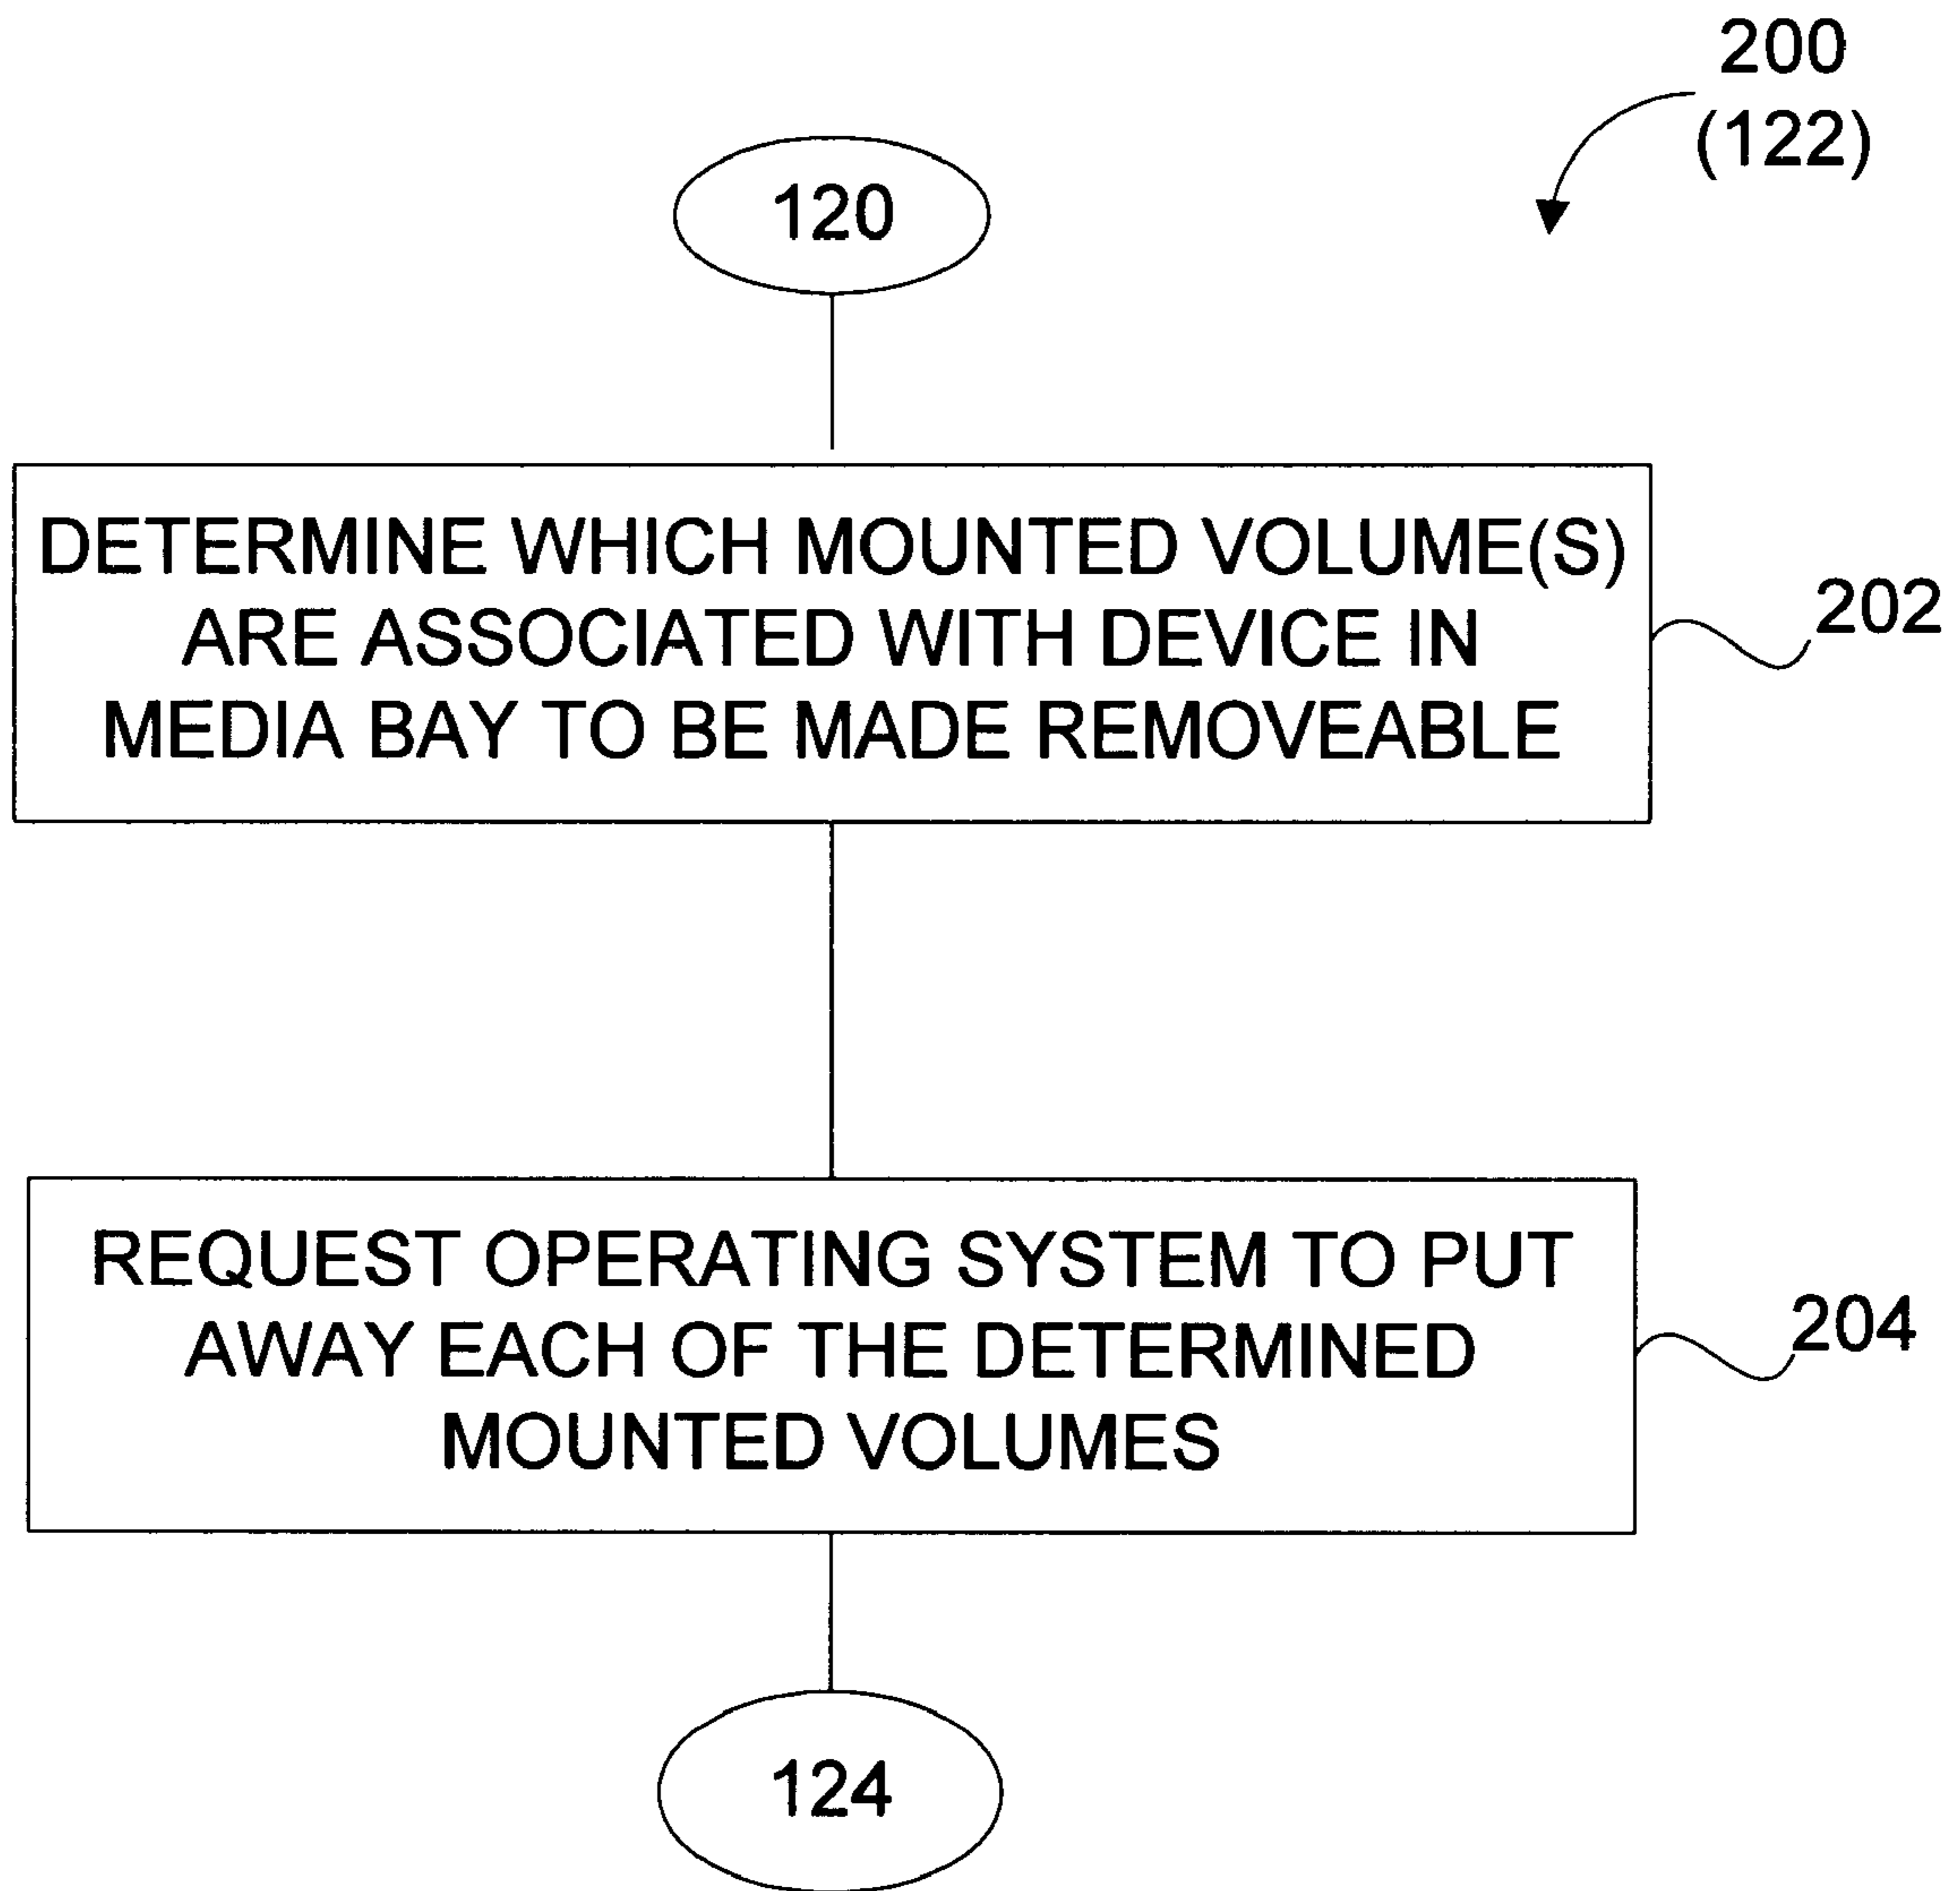 200
(122)
120
DETERMINE WHICH MOUNTED VOLUME(S)
ARE ASSOCIATED WITH DEVICE IN
MEDIA BAY TO BE MADE REMOVEABLE
202
REQUEST OPERATING SYSTEM TO PUT
AWAY EACH OF THE DETERMINED
MOUNTED VOLUMES
204
124